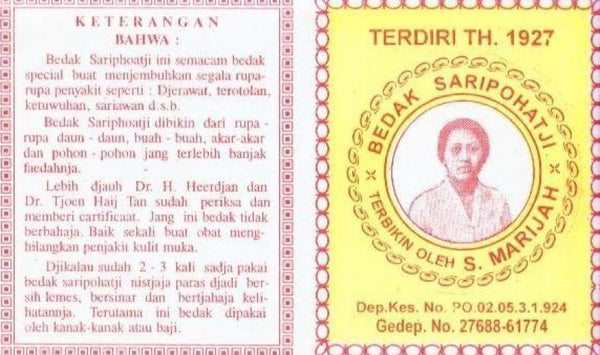 KETERANGAN
BAHWA :
Bedak Sariphoatji ini semacam bedak
special buat menjembuhkan segala rupa-
rupa penyakit seperti : Djerawat, terotolan,
ketuwuhan, sariawan d.s.b.
Bedak Sariphoatji dibikin dari rupa -
rupa daun - daun, buah - buah, akar-akar
dan pohon - pohon jang terlebih banjak
faedahnja.
Lebih djauh Dr. H. Heerdjan dan
Dr. Tjoen Haij Tan sudah periksa dan
memberi certificaat. Jang ini bedak tidak
berbahaja. Baik sekali buat obat meng-
hilangkan penjakit kulit muka.
Djikalau sudah 2 - 3 kali sadja pakai
bedak saripohatji nistjaja paras djadi ber-
sih lemes, bersinar dan bertjahaja keli-
hatannja. Terutama ini bedak dipakai
oleh kanak-kanak atau baji.
TERDIRI TH. 1927
BEDAK SARIPOHATJI
TERBIKIN OLEH S. MARIJAH
Dep.Kes. No. PO.02.05.3.1.924
Gedep. No. 27688-61774